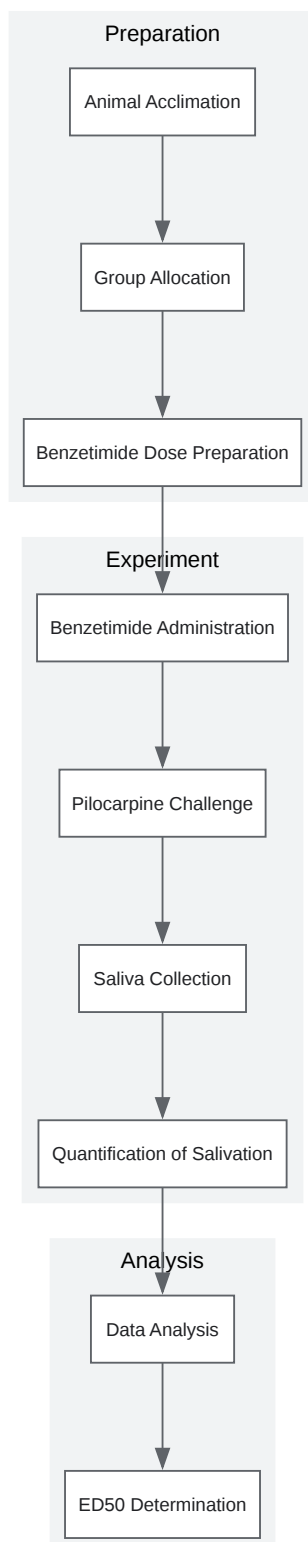 Preparation
Animal Acclimation
Group Allocation
Benzetimide Dose Preparation
Experiment
Benzetimide Administration
Pilocarpine Challenge
Saliva Collection
Quantification of Salivation
Analysis
Data Analysis
ED50 Determination